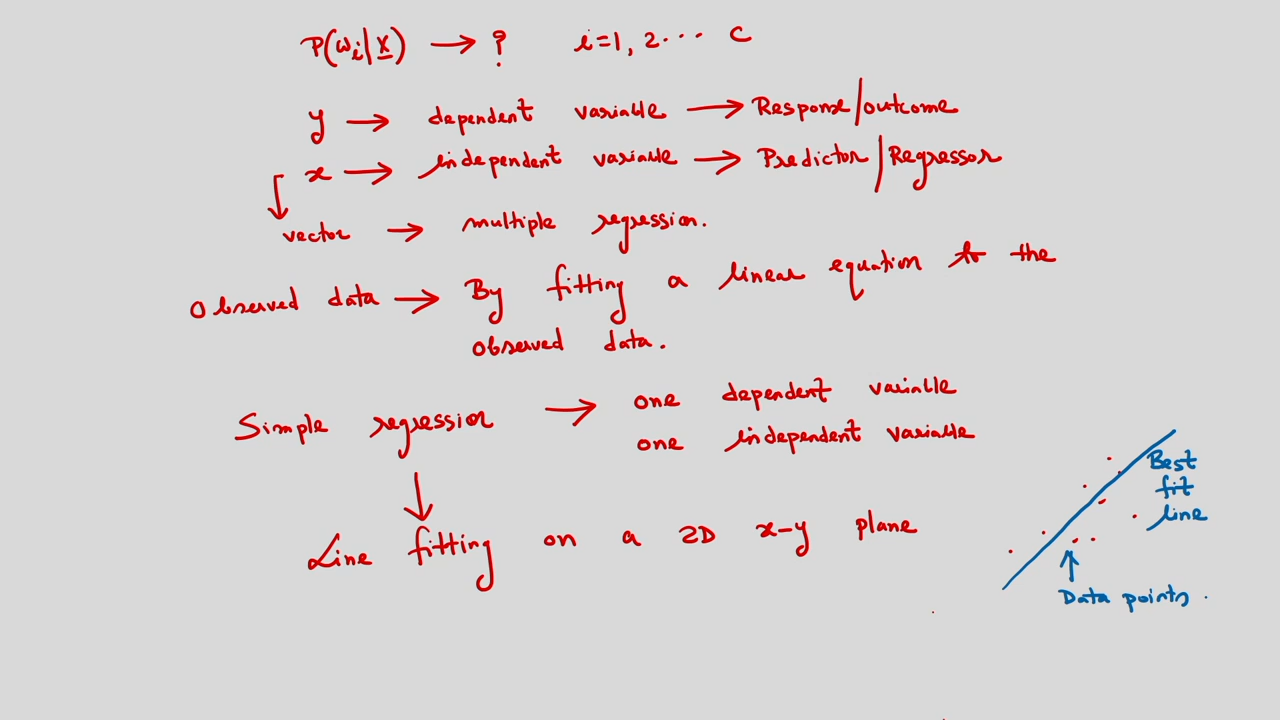 P(ωi|X) → ? i=1, 2 ··· c
y → dependent variable → Response/outcome
x → independent variable → Predictor/Regressor
↓
vector → multiple regression.
Observed data → By fitting a linear equation to the
observed data.
Simple regression → one dependent variable
one independent variable
↓
Line fitting on a 2D x-y plane
Best
fit
line
↑
Data points.